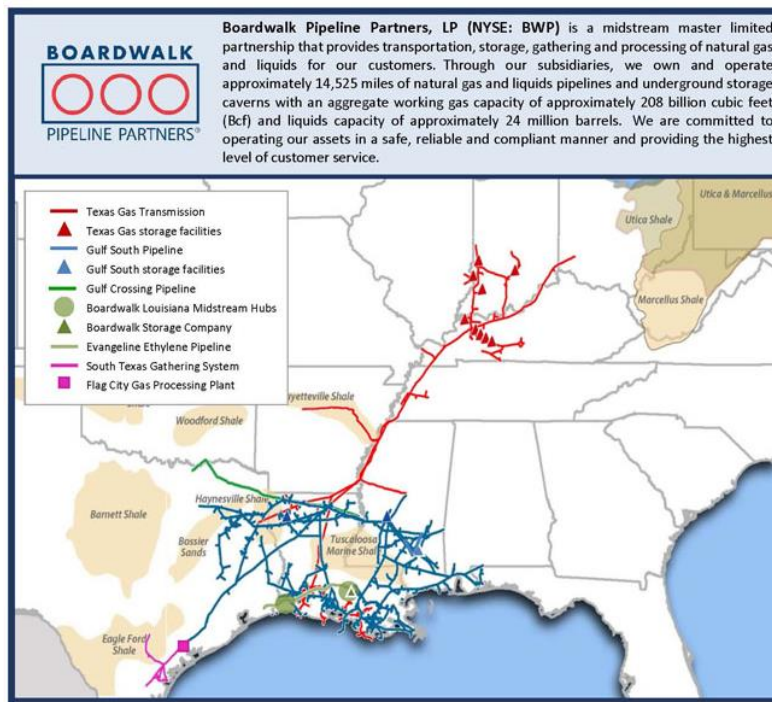 BOARDWALK
PIPELINE PARTNERS®
Boardwalk Pipeline Partners, LP (NYSE: BWP) is a midstream master limited
partnership that provides transportation, storage, gathering and processing of natural gas
and liquids for our customers. Through our subsidiaries, we own and operate
approximately 14,525 miles of natural gas and liquids pipelines and underground storage
caverns with an aggregate working gas capacity of approximately 208 billion cubic feet
(Bcf) and liquids capacity of approximately 24 million barrels. We are committed to
operating our assets in a safe, reliable and compliant manner and providing the highest
level of customer service.
Texas Gas Transmission
Texas Gas storage facilities
Gulf South Pipeline
Gulf South storage facilities
Gulf Crossing Pipeline
Boardwalk Louisiana Midstream Hubs
Boardwalk Storage Company
Evangeline Ethylene Pipeline
South Texas Gathering System
Flag City Gas Processing Plant
Utica & Marcellus
Utica Shale
Marcellus Shale
yetteville Shale
Woodford Shale
Haynesville Shale
Barnett Shale
Bossier
Sands
Tuscaloosa
Marine Shal
Eagle Ford
Shale